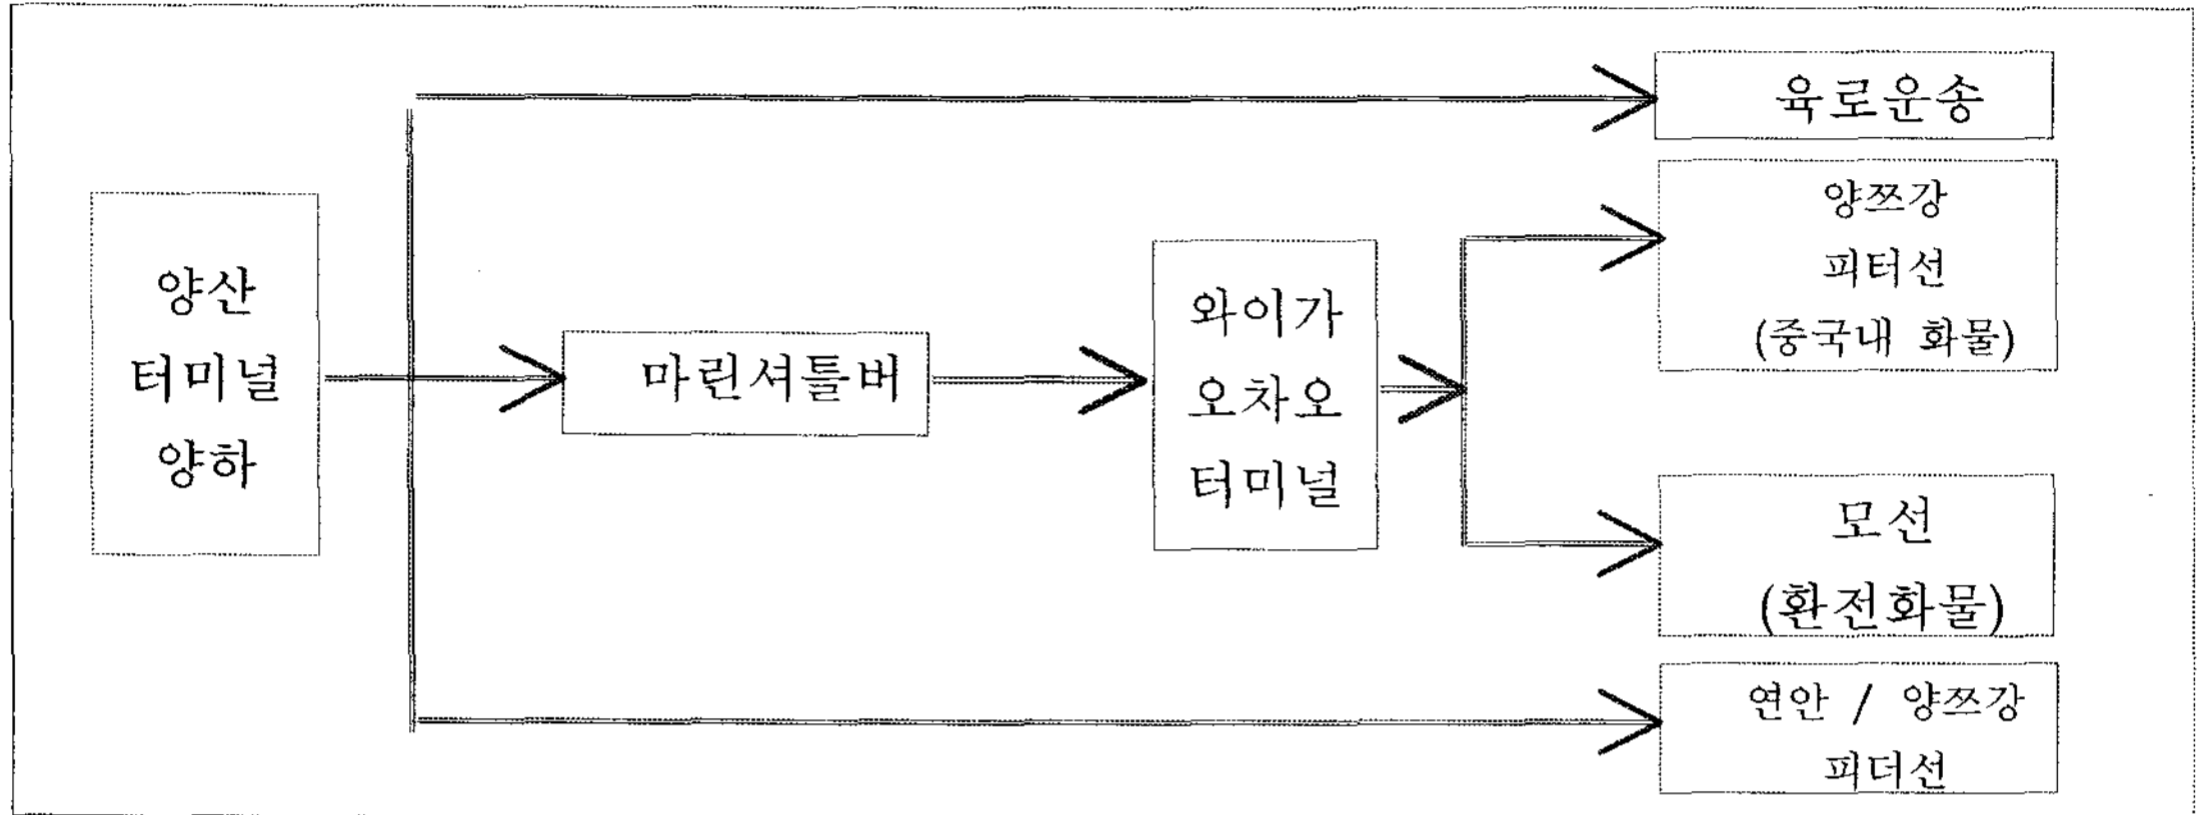 육로운송
양산
터미널
양하
마린셔틀버
와이가
오차오
터미널
양쯔강
피터선
(중국내 화물)
모선
(환전화물)
연안 / 양쯔강
피더선